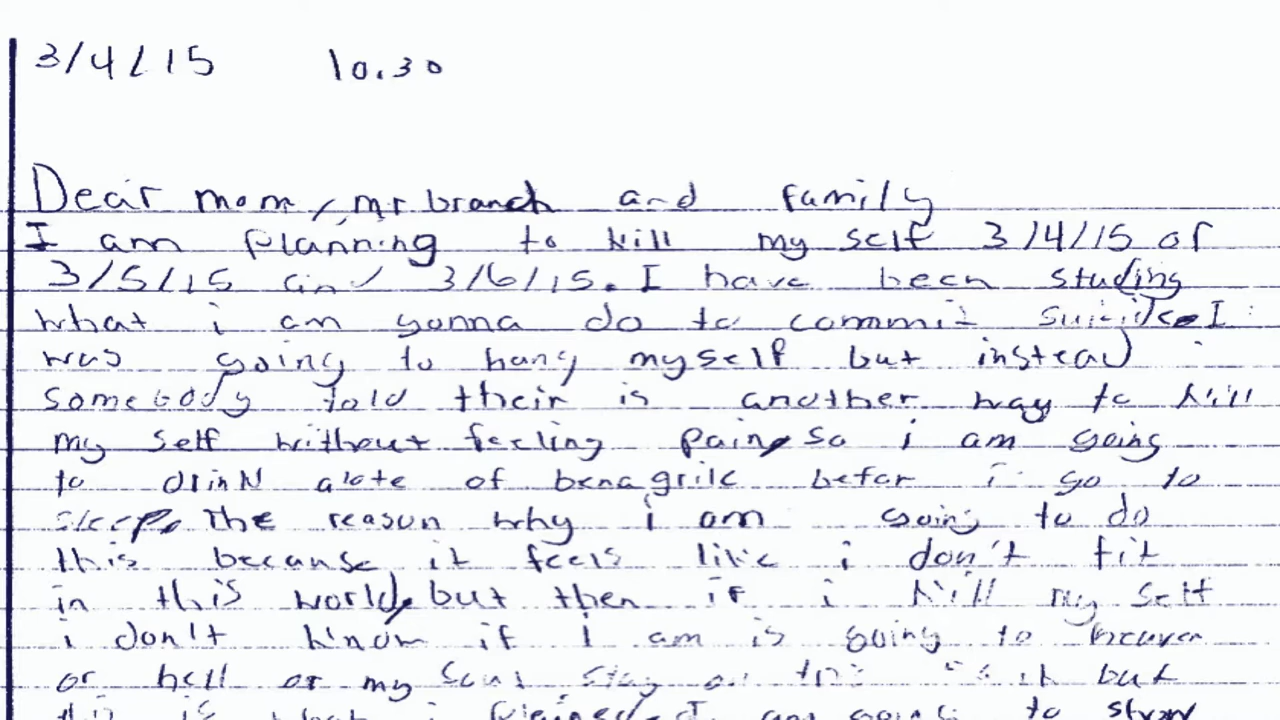 3/4/15 10.30
Dear mom, mr branch and family
I am planning to kill my self 3/4/15 or
3/5/15 3/6/15. I have been studing
what i am gonna do to commit suicide. I
was going to hang myself but instead
somebody told their is another way to kill
my self without feeling pain, so i am going
to drink alote of before i go to
sleep, The reason why i am going to do
this because it feels like i don't fit
in this world, but then if i kill my self
i don't know if i am is going to heaven
or hell or my soul stay on but
is what i I am going to